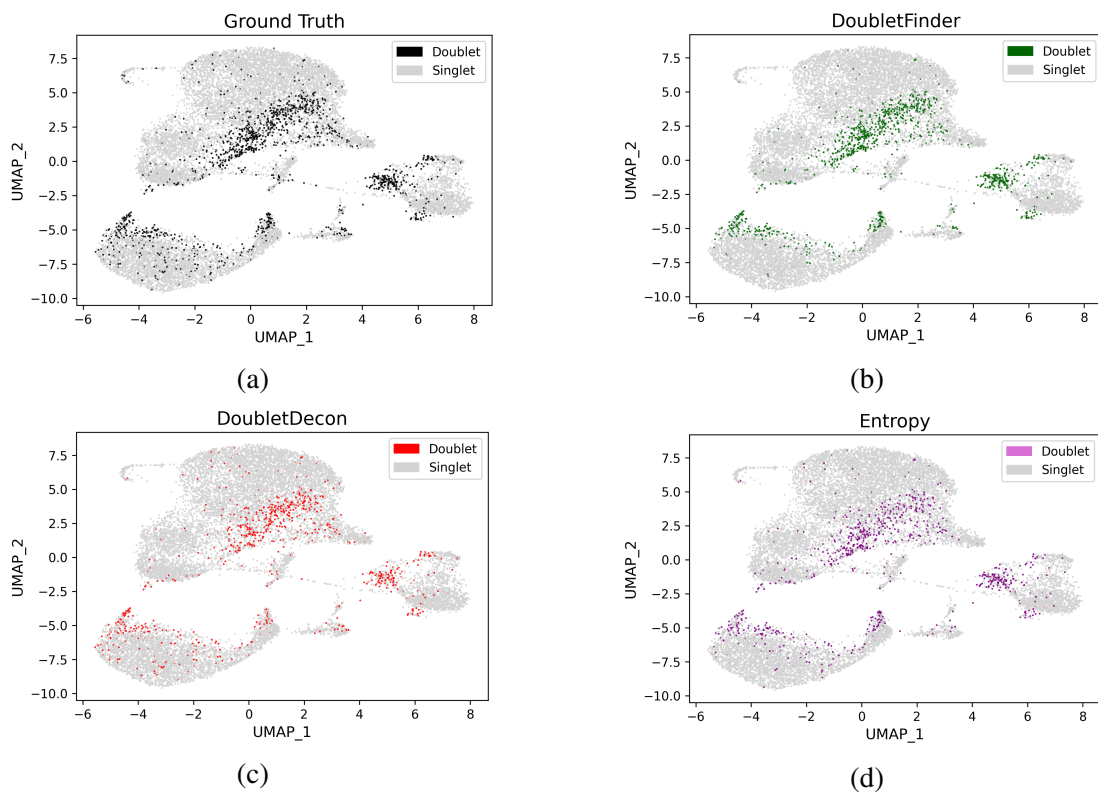 Ground Truth
Doublet
Singlet
7.5
5.0
2.5
0.0
−2.5
−5.0
−7.5
−10.0
UMAP_2
−6
−4
−2
0
2
4
6
8
UMAP_1
(a)
DoubletFinder
Doublet
Singlet
7.5
5.0
2.5
0.0
−2.5
−5.0
−7.5
−10.0
UMAP_2
−6
−4
−2
0
2
4
6
8
UMAP_1
(b)
DoubletDecon
Doublet
Singlet
7.5
5.0
2.5
0.0
−2.5
−5.0
−7.5
−10.0
UMAP_2
−6
−4
−2
0
2
4
6
8
UMAP_1
(c)
Entropy
Doublet
Singlet
7.5
5.0
2.5
0.0
−2.5
−5.0
−7.5
−10.0
UMAP_2
−6
−4
−2
0
2
4
6
8
UMAP_1
(d)